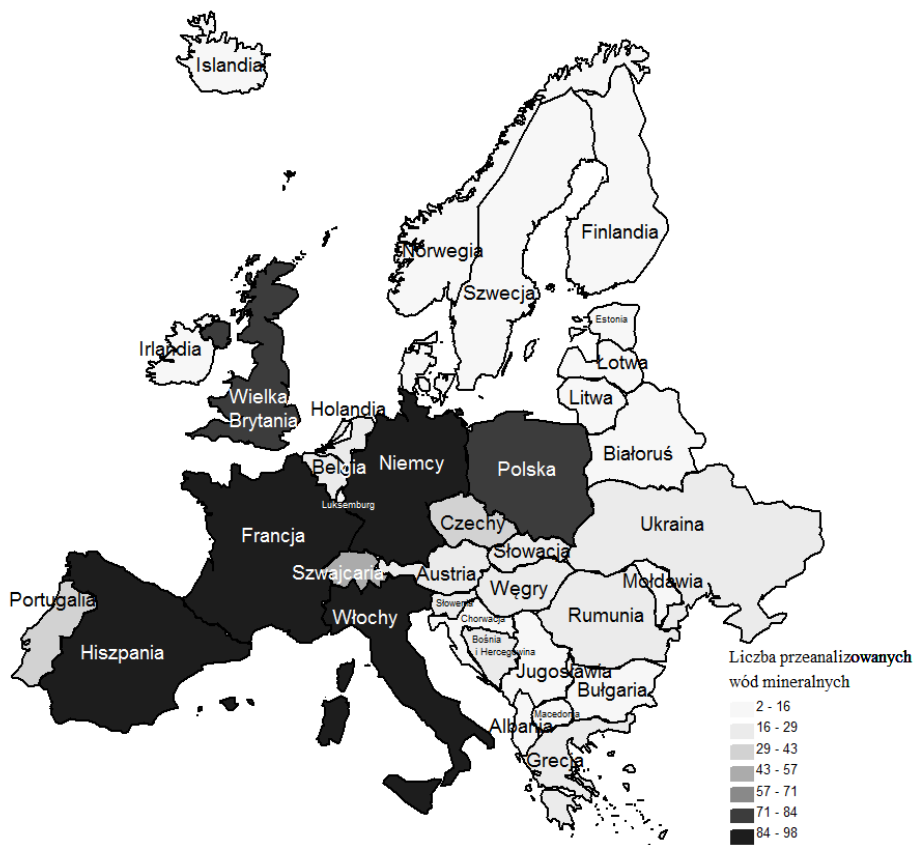 Islandia
Norwegia
Finlandia
Szwecja
Estonia
Irlandia
Łotwa
Wielka
Brytania
Litwa
Holandia
Białoruś
Belgia
Niemcy
Polska
Luksemburg
Czechy
Ukraina
Francja
Słowacja
Szwajcaria
Austria
Węgry
Mołdawia
Portugalia
Słowenia
Włochy
Chorwacja
Rumunia
Hiszpania
Bośnia
i Hercegowina
Jugosławia
Bułgaria
Macedonia
Albania
Grecja
Liczba przeanalizowanych
wód mineralnych
2 - 16
16 - 29
29 - 43
43 - 57
57 - 71
71 - 84
84 - 98